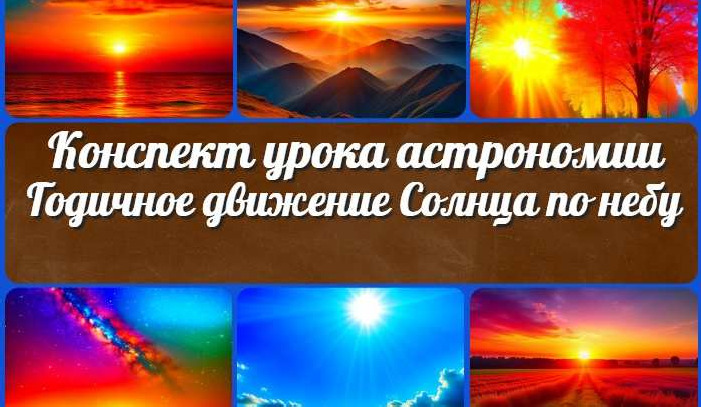 Конспект урока астрономии
Годичное движение Солнца по небу